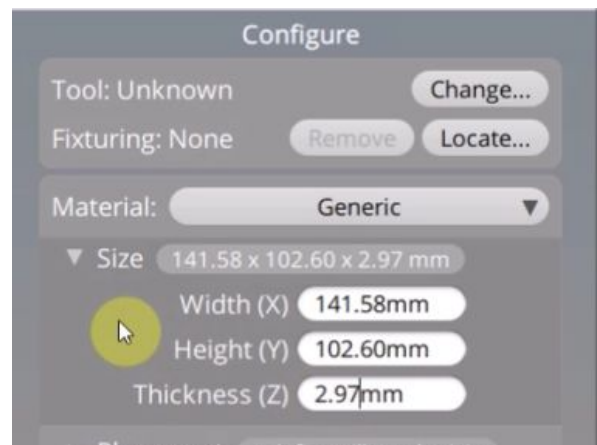 Configure
Tool: Unknown Change...
Fixturing: None Remove Locate...
Material: Generic
Size 141.58 x 102.60 x 2.97 mm
Width (X) 141.58mm
Height (Y) 102.60mm
Thickness (Z) 2.97mm